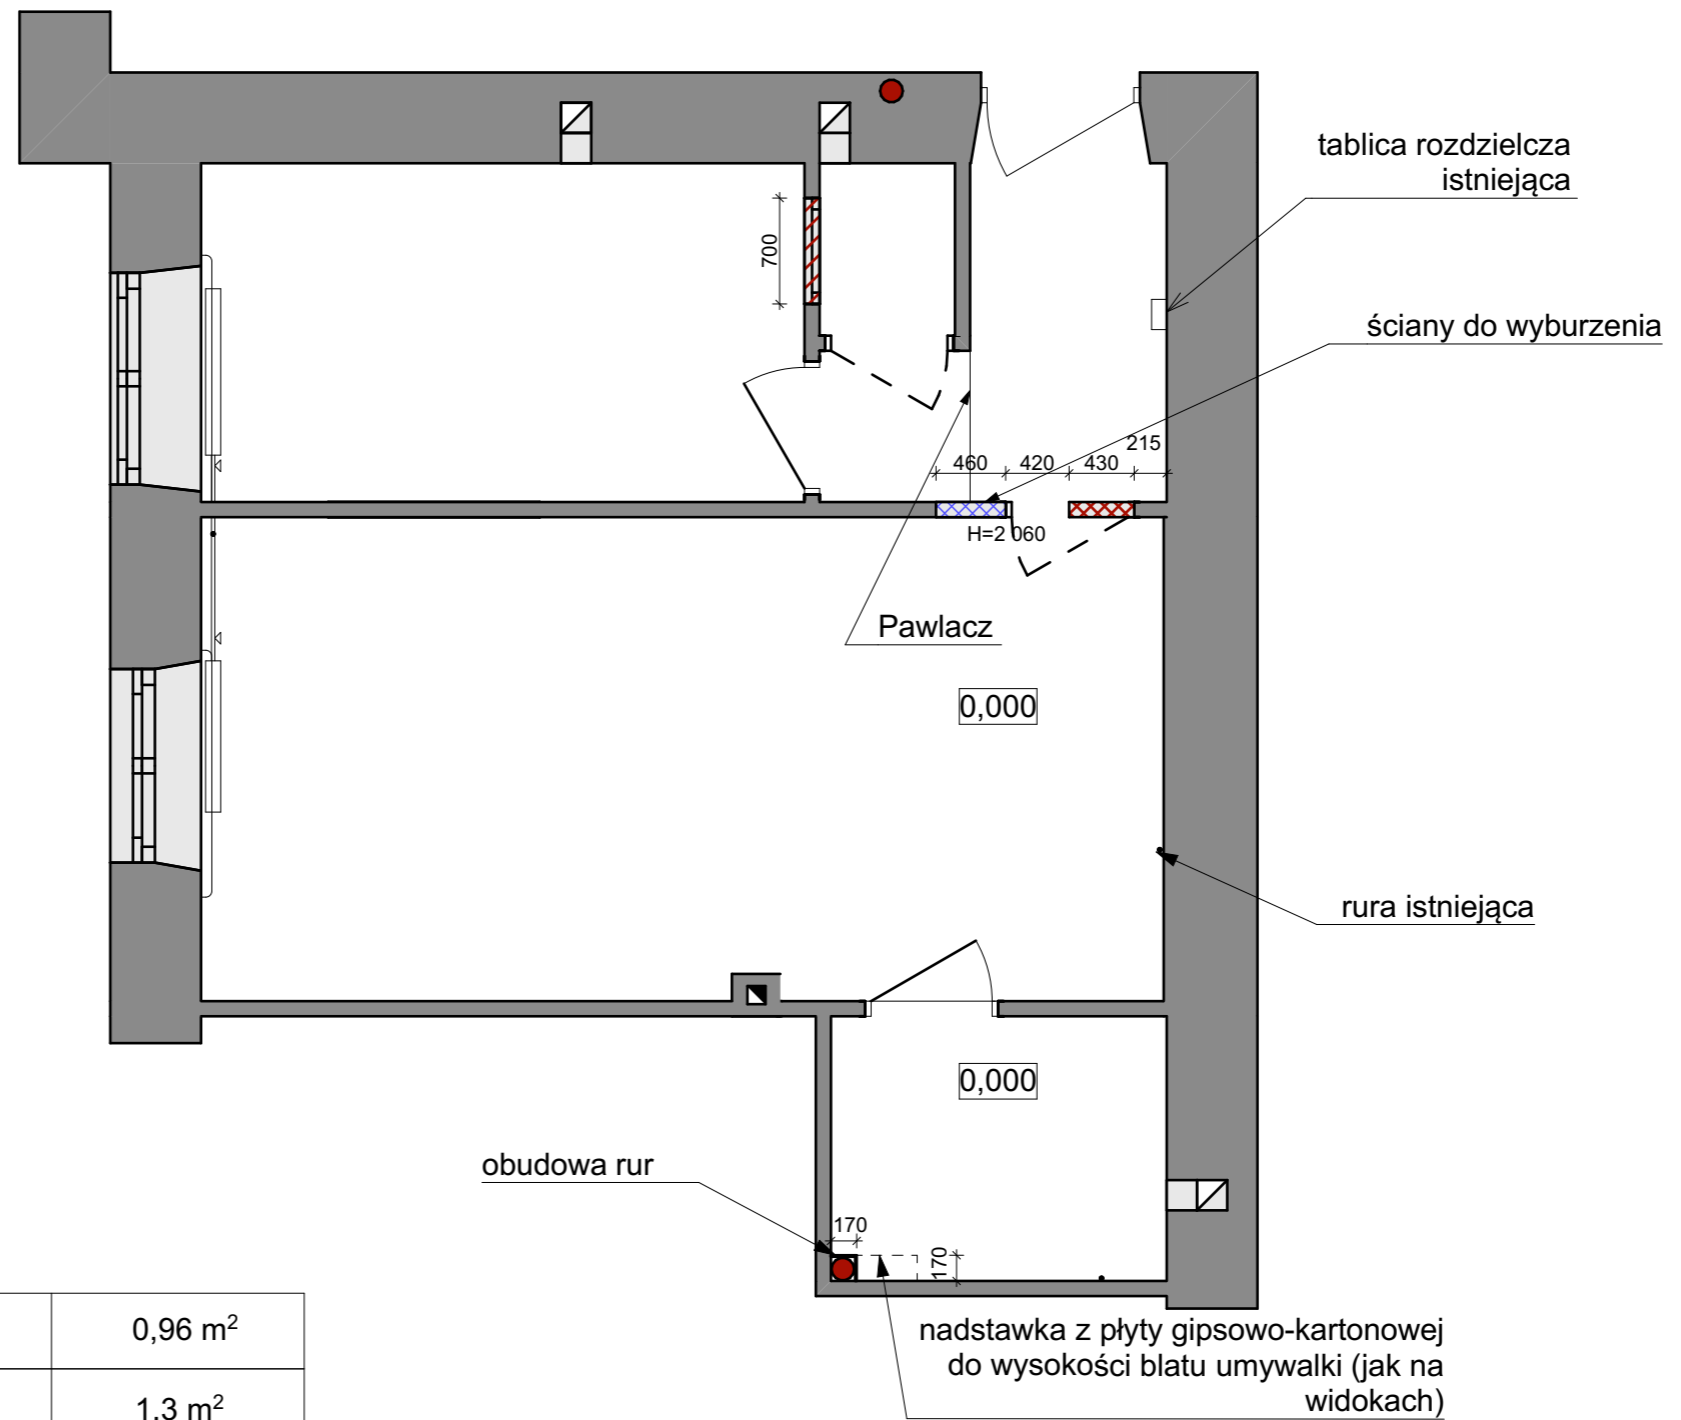 tablica rozdzielcza
istniejąca
700
ściany do wyburzenia
215
460 420 430
H=2 060
Pawlacz
0,000
rura istniejąca
0,000
obudowa rur
170
170
nadstawka z płyty gipsowo-kartonowej
do wysokości blatu umywalki (jak na
widokach)
0,96 m²
1,3 m²